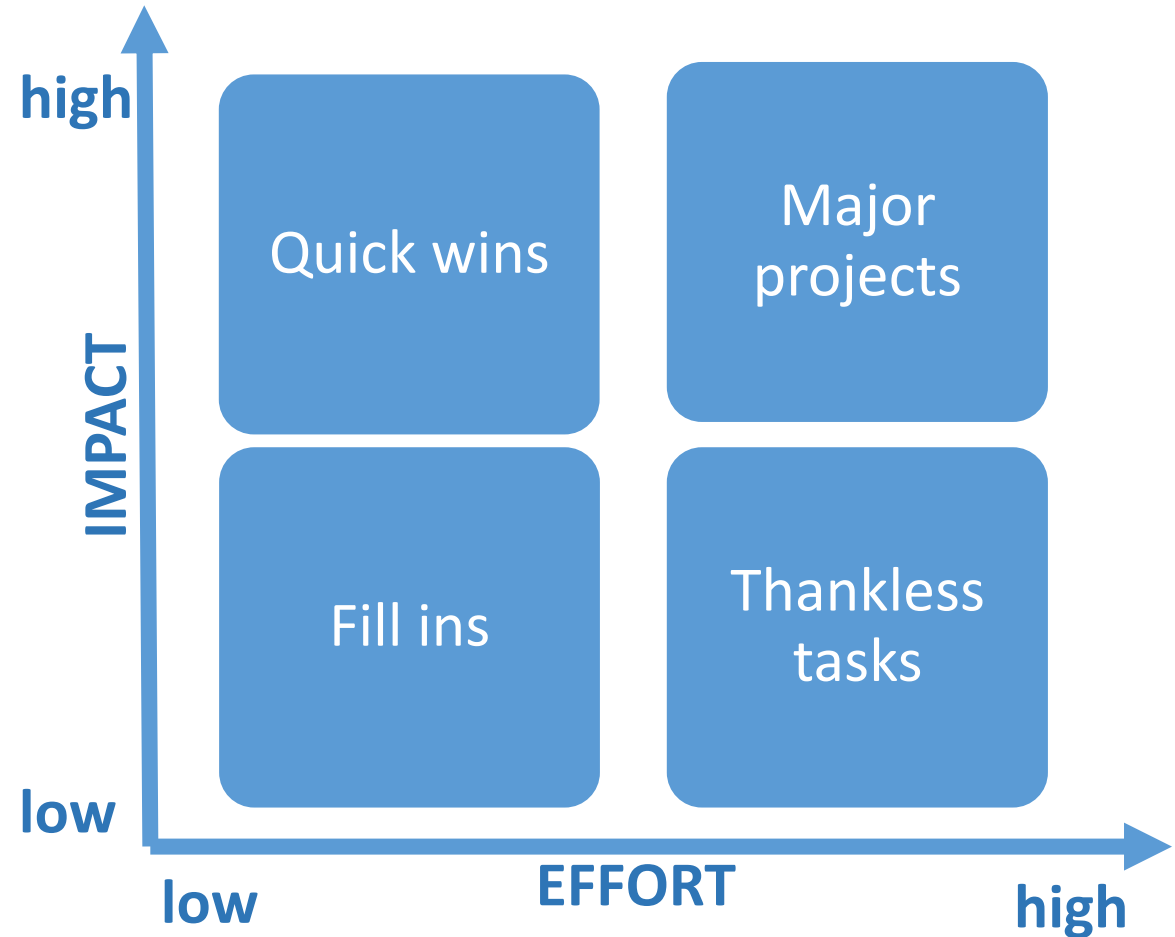 high
Quick wins
Major
projects
IMPACT
Fill ins
Thankless
tasks
low
low
EFFORT
high